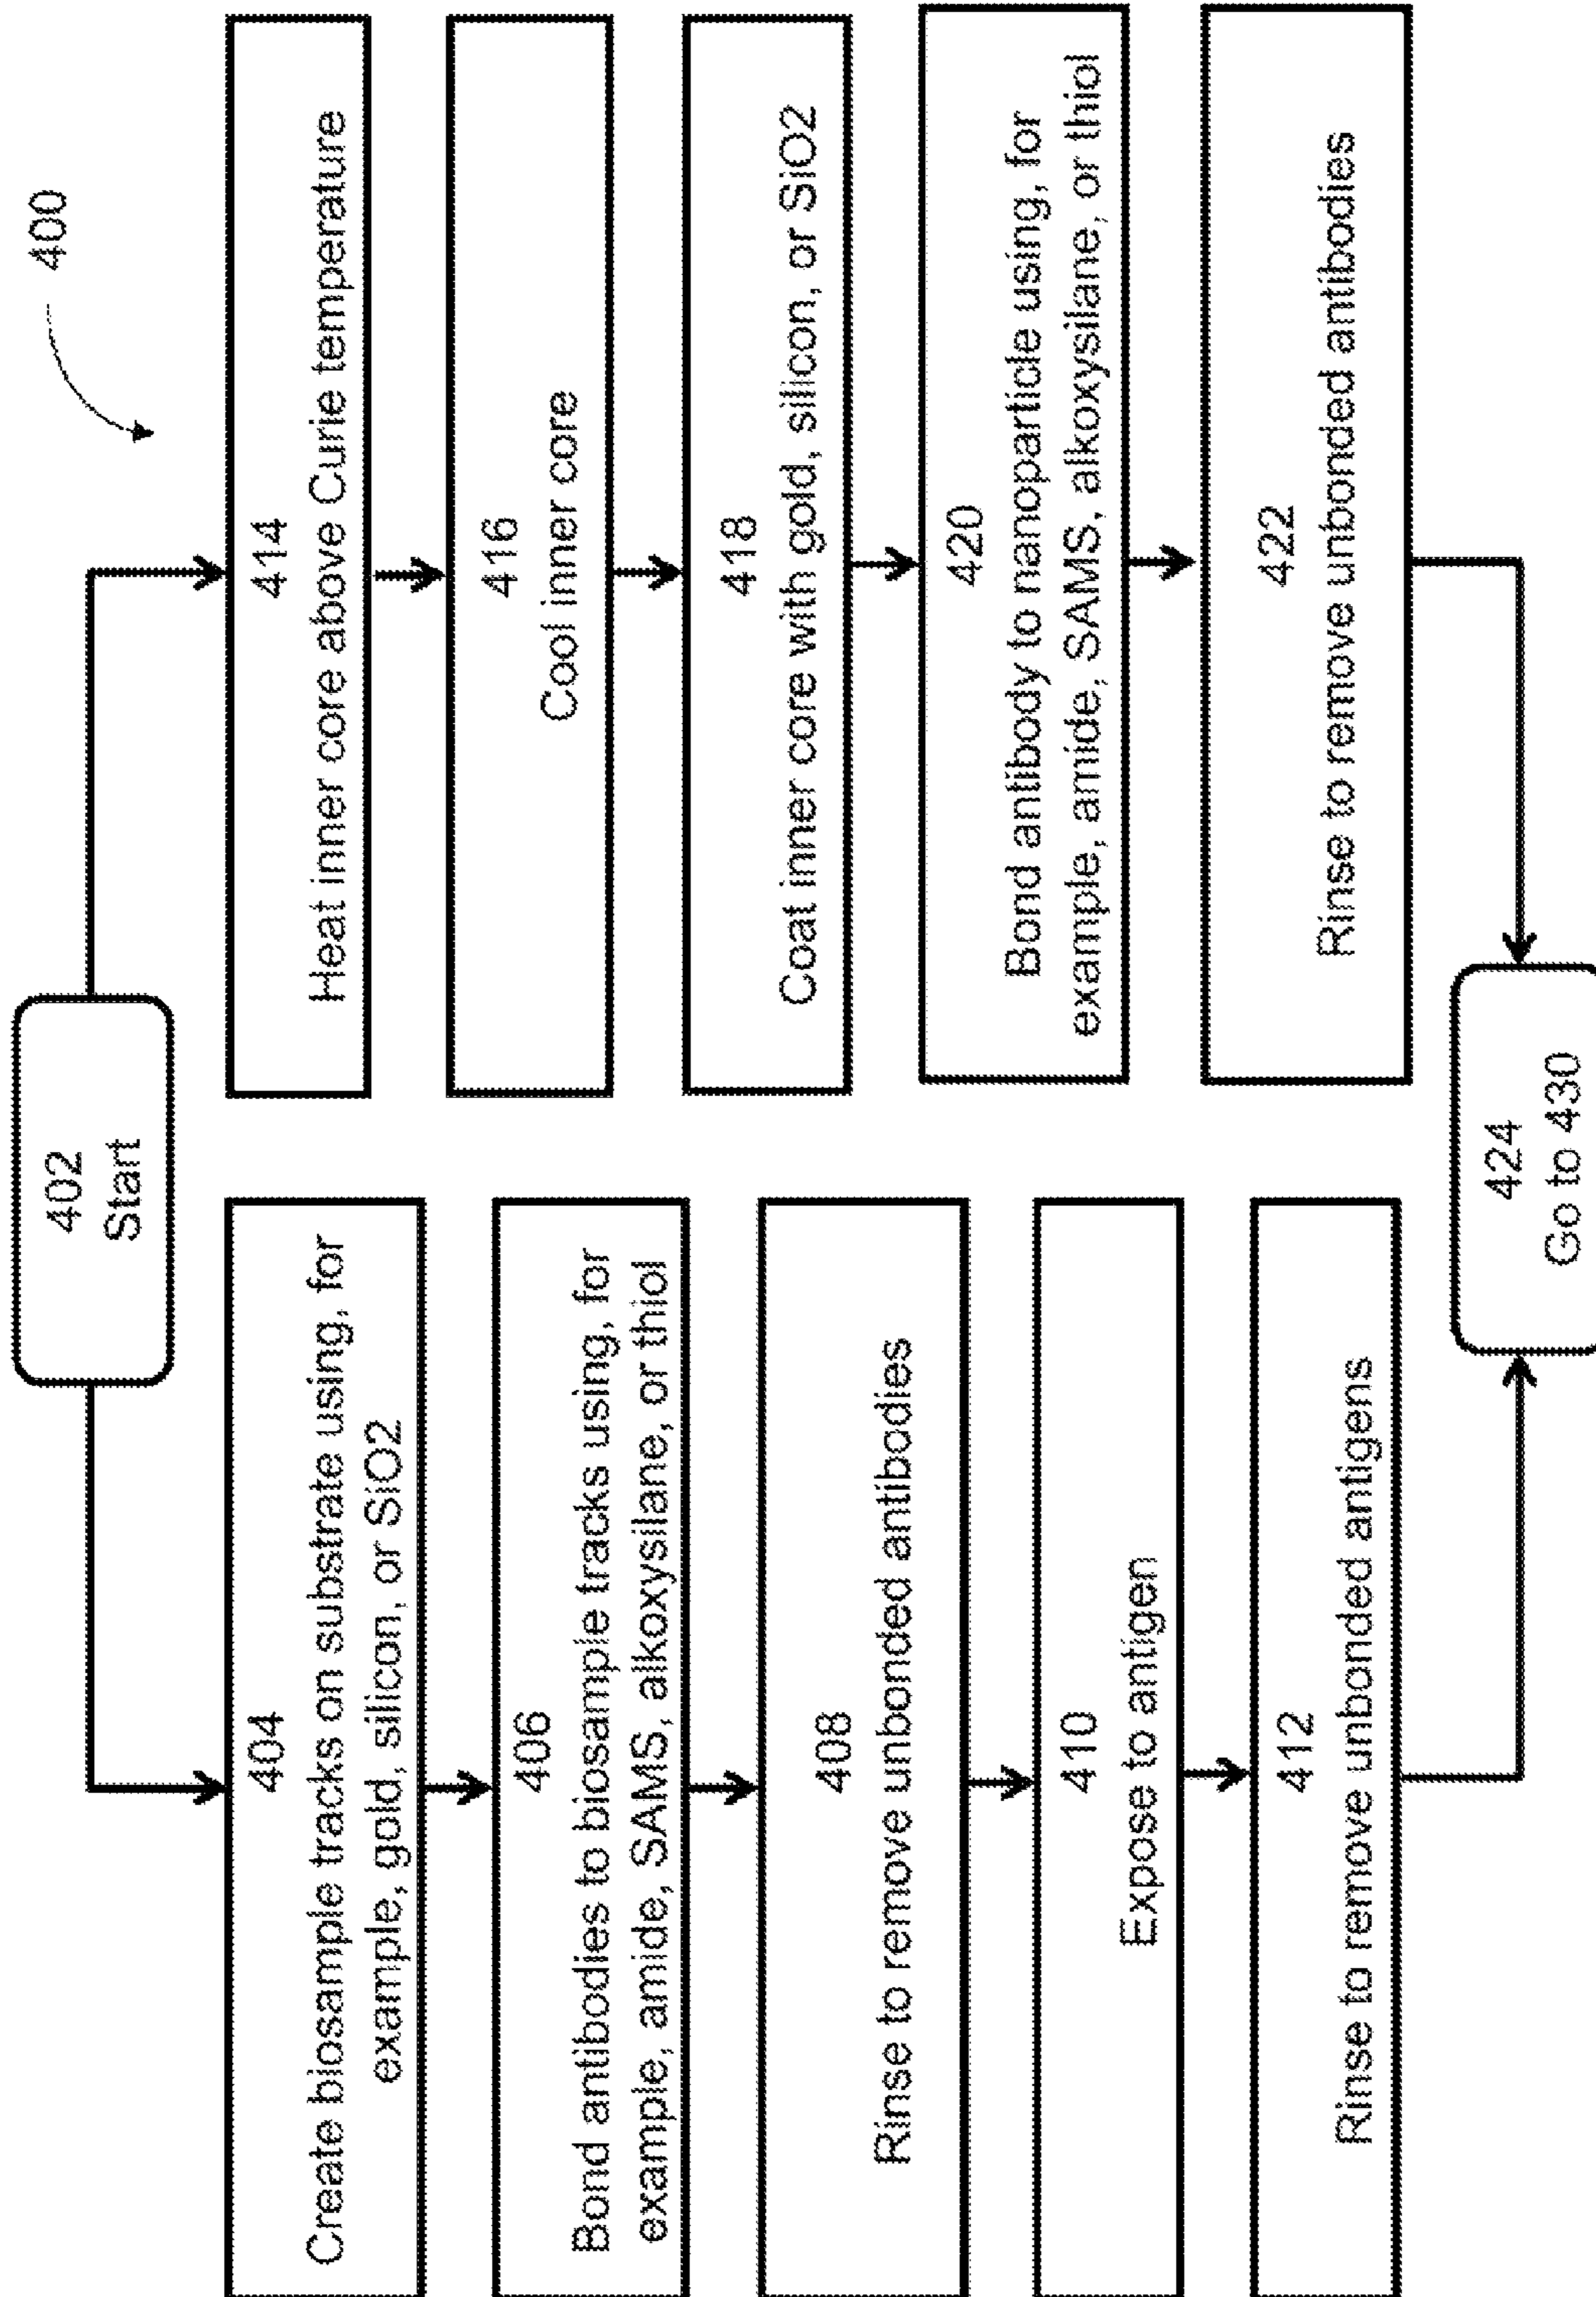 400
402
Start
404
Create biosample tracks on substrate using, for
example, gold, silicon, or SiO2
406
Bond antibodies to biosample tracks using, for
example, amide, SAMS, alkoxysilane, or thiol
408
Rinse to remove unbonded antibodies
410
Expose to antigen
412
Rinse to remove unbonded antigens
414
Heat inner core above Curie temperature
416
Cool inner core
418
Coat inner core with gold, silicon, or SiO2
420
Bond antibody to nanoparticle using, for
example, amide, SAMS, alkoxysilane, or thiol
422
Rinse to remove unbonded antibodies
424
Go to 430